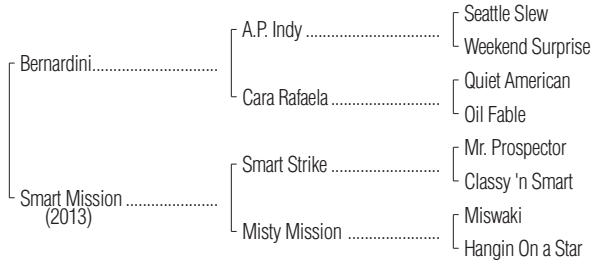 Seattle Slew
A.P. Indy ................................
Weekend Surprise
Bernardini..............................
Quiet American
Cara Rafaela ..........................
Oil Fable
Mr. Prospector
Smart Strike ..........................
Classy 'n Smart
Smart Mission ......................
(2013)
Miswaki
Misty Mission ......................
Hangin On a Star